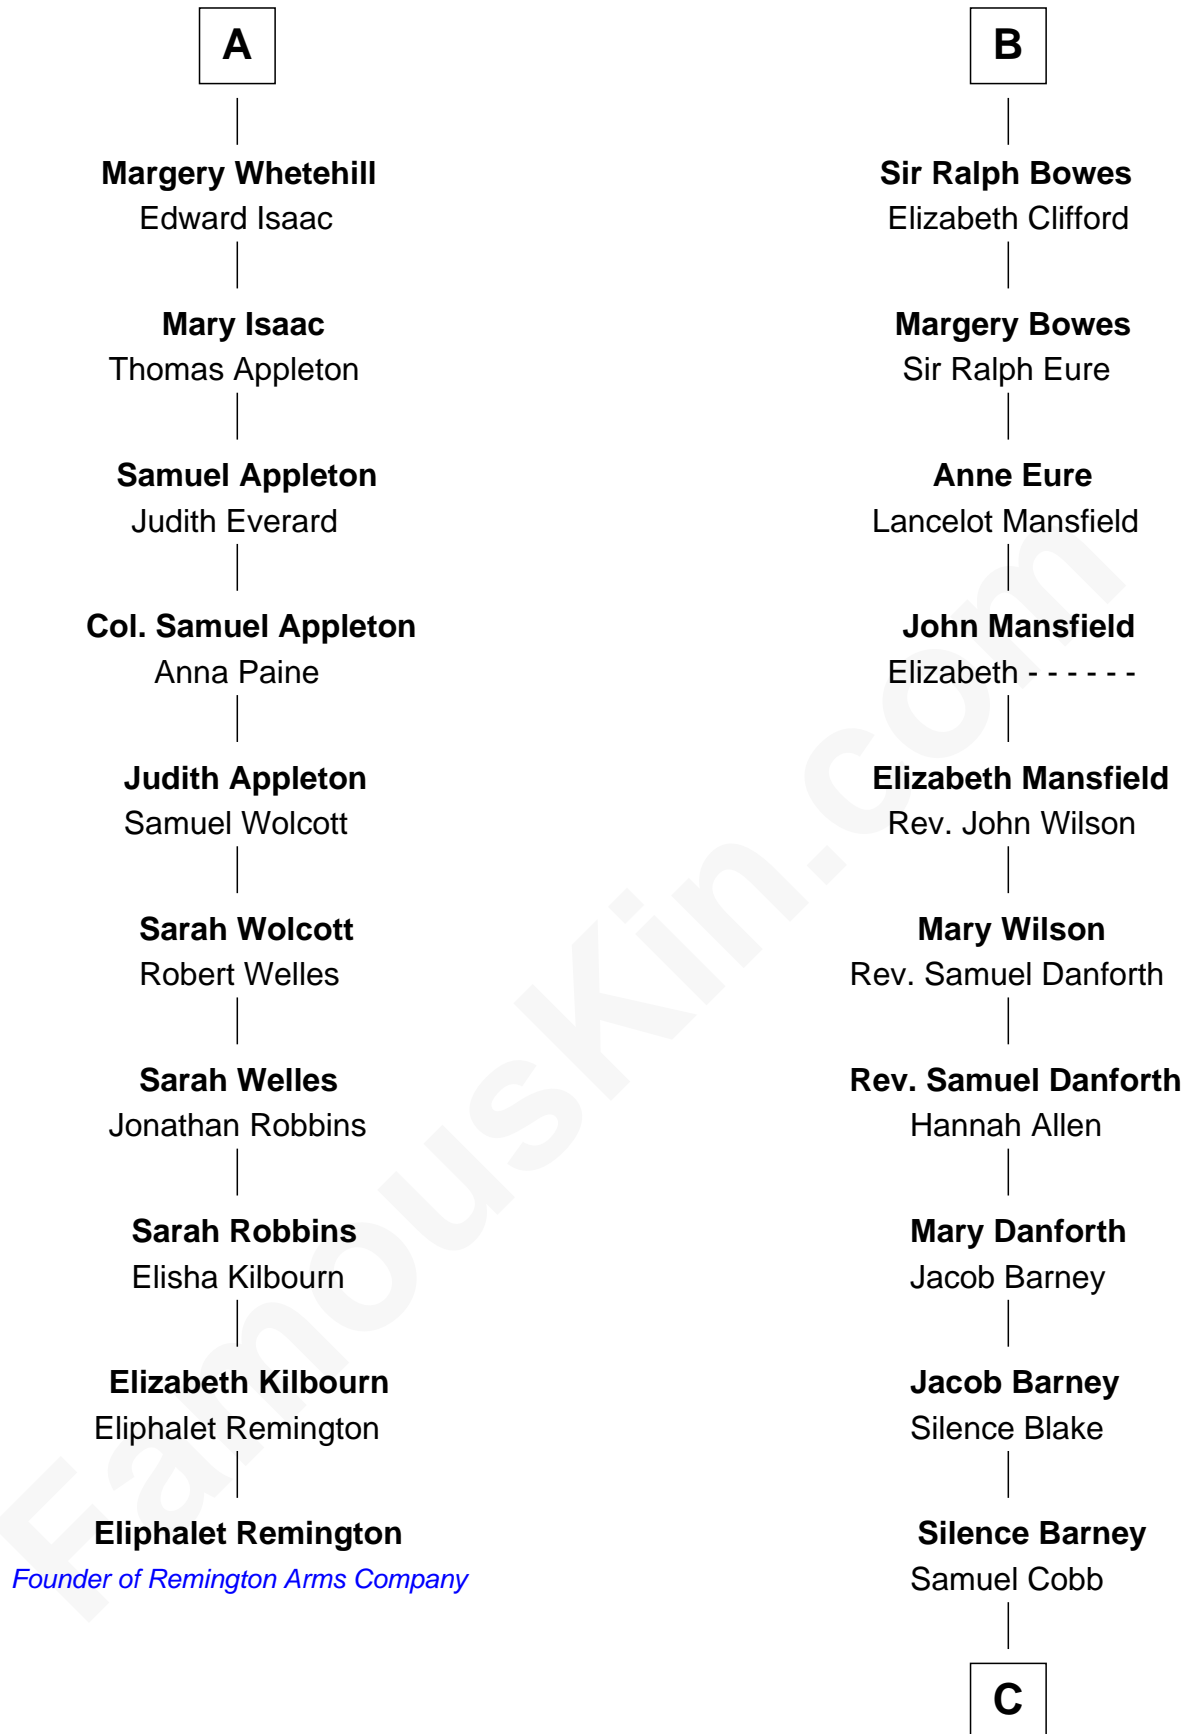 A
Margery Whetehill
Edward Isaac
Mary Isaac
Thomas Appleton
Samuel Appleton
Judith Everard
Col. Samuel Appleton
Anna Paine
Judith Appleton
Samuel Wolcott
Sarah Wolcott
Robert Welles
Sarah Welles
Jonathan Robbins
Sarah Robbins
Elisha Kilbourn
Elizabeth Kilbourn
Eliphalet Remington
Eliphalet Remington
Founder of Remington Arms Company
B
Sir Ralph Bowes
Elizabeth Clifford
Margery Bowes
Sir Ralph Eure
Anne Eure
Lancelot Mansfield
John Mansfield
Elizabeth - - - - - -
Elizabeth Mansfield
Rev. John Wilson
Mary Wilson
Rev. Samuel Danforth
Rev. Samuel Danforth
Hannah Allen
Mary Danforth
Jacob Barney
Jacob Barney
Silence Blake
Silence Barney
Samuel Cobb
C
FamousKin.com